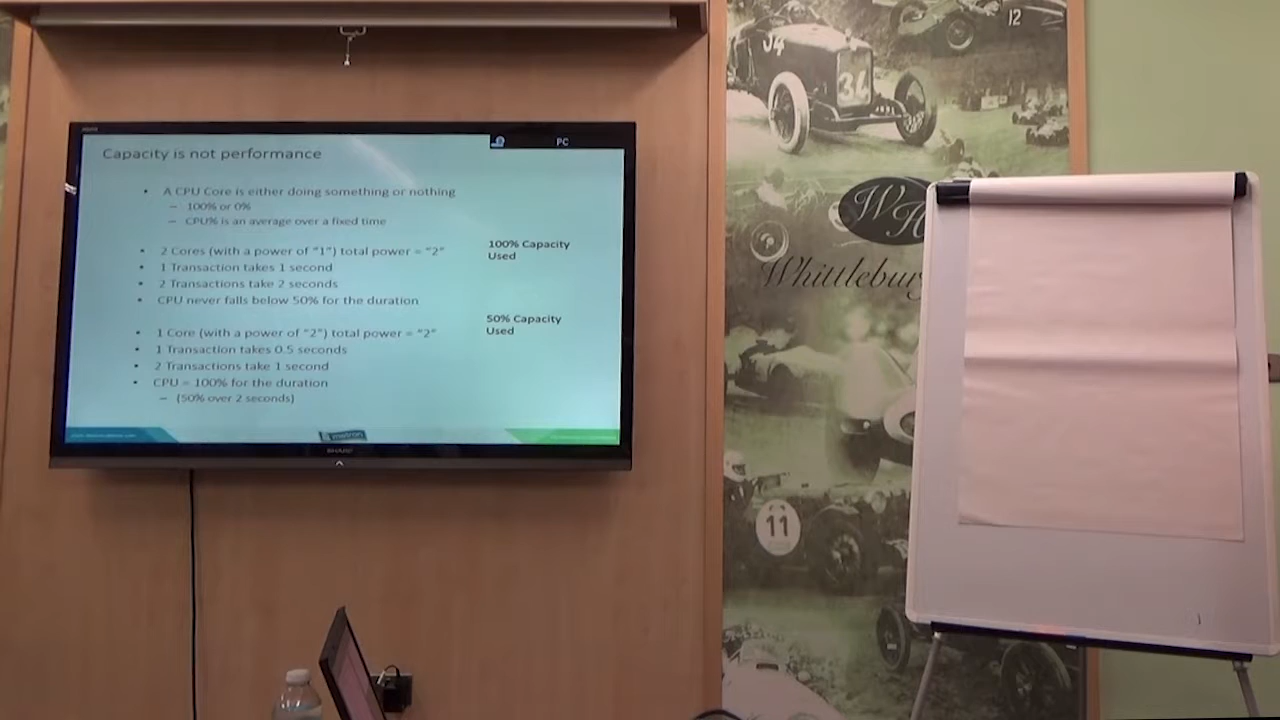 PC
Capacity is not performance
• A CPU Core is either doing something or nothing
– 100% or 0%
– CPU% is an average over a fixed time
• 2 Cores (with a power of "1") total power = "2"
• 1 Transaction takes 1 second
• 2 Transactions take 2 seconds
• CPU never falls below 50% for the duration
100% Capacity
Used
• 1 Core (with a power of "2") total power = "2"
• 1 Transaction takes 0.5 seconds
• 2 Transactions take 1 second
• CPU = 100% for the duration
– (50% over 2 seconds)
50% Capacity
Used
metron
SHARP
34
34
12
WH
Whittlebury
11